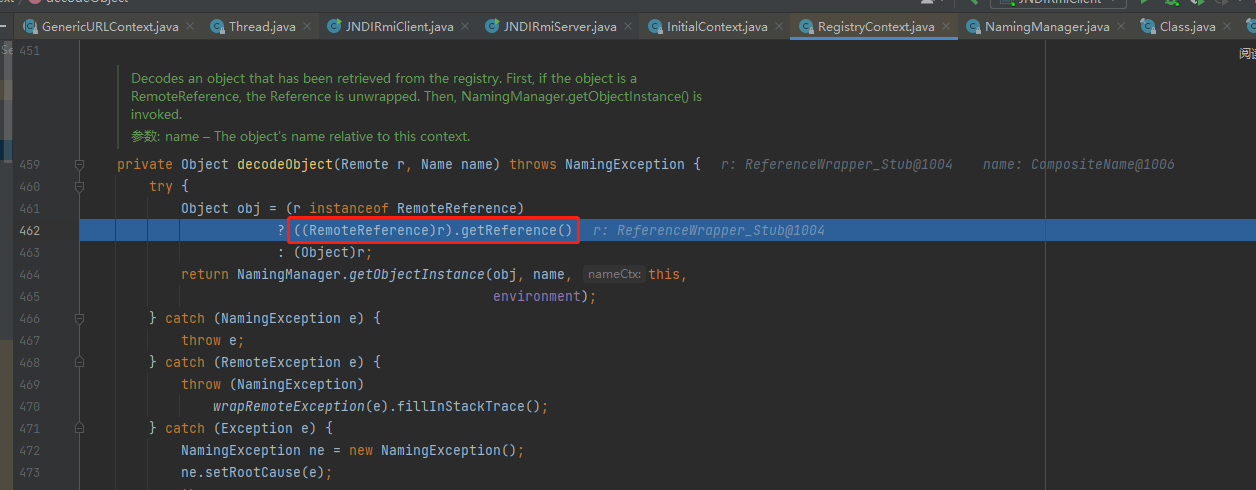 decodeObject
JNDIRmiClient
GenericURLContext.java × Thread.java × JNDIRmiClient.java × JNDIRmiServer.java × InitialContext.java × RegistryContext.java × NamingManager.java × Class.java ×
451
Decodes an object that has been retrieved from the registry. First, if the object is a
RemoteReference, the Reference is unwrapped. Then, NamingManager.getObjectInstance() is
invoked.
参数: name – The object's name relative to this context.
459 private Object decodeObject(Remote r, Name name) throws NamingException { r: ReferenceWrapper_Stub@1004 name: CompositeName@1006
460 try {
461 Object obj = (r instanceof RemoteReference)
462 ? ((RemoteReference)r).getReference() r: ReferenceWrapper_Stub@1004
463 : (Object)r;
464 return NamingManager.getObjectInstance(obj, name, nameCtx: this,
465 environment);
466 } catch (NamingException e) {
467 throw e;
468 } catch (RemoteException e) {
469 throw (NamingException)
470 wrapRemoteException(e).fillInStackTrace();
471 } catch (Exception e) {
472 NamingException ne = new NamingException();
473 ne.setRootCause(e);